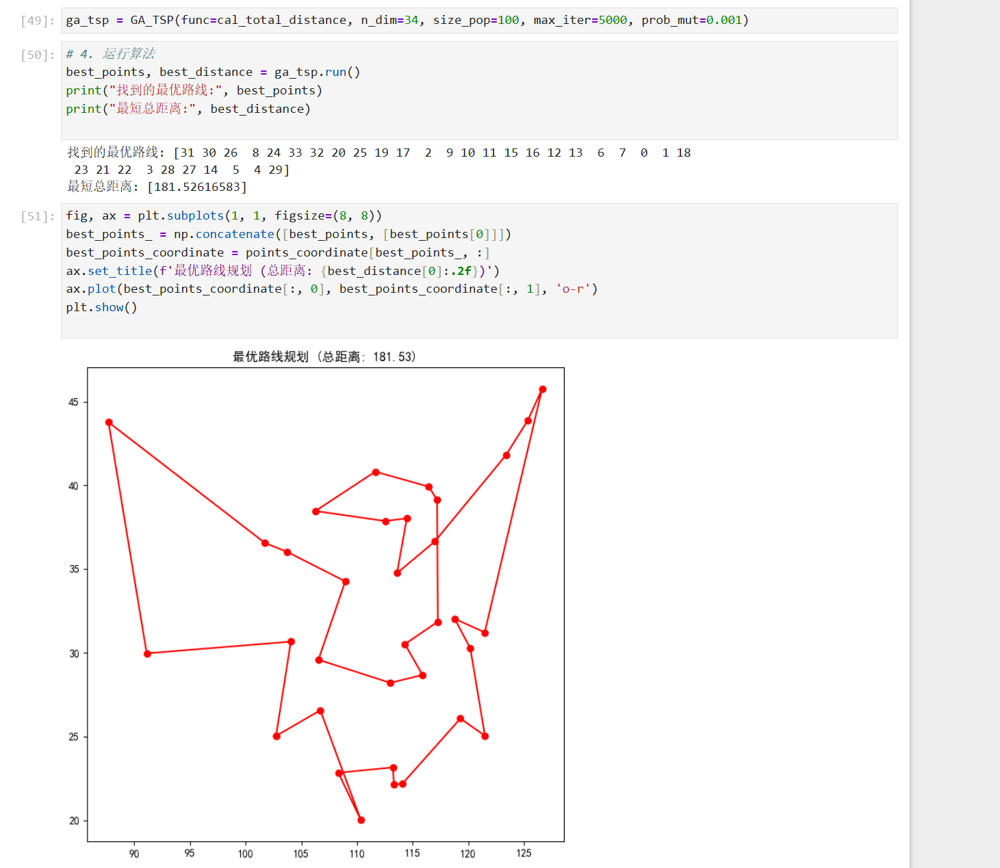 [49]: ga_tsp = GA_TSP(func=cal_total_distance, n_dim=34, size_pop=100, max_iter=5000, prob_mut=0.001)
[50]: # 4. 运行算法
best_points, best_distance = ga_tsp.run()
print("找到的最优路线:", best_points)
print("最短总距离:", best_distance)
找到的最优路线: [31 30 26  8 24 33 32 20 25 19 17  2  9 10 11 15 16 12 13  6  7  0  1 18
 23 21 22  3 28 27 14  5  4 29]
最短总距离: [181.52616583]
[51]: fig, ax = plt.subplots(1, 1, figsize=(8, 8))
best_points_ = np.concatenate([best_points, [best_points[0]]])
best_points_coordinate = points_coordinate[best_points_, :]
ax.set_title(f'最优路线规划 (总距离: {best_distance[0]:.2f})')
ax.plot(best_points_coordinate[:, 0], best_points_coordinate[:, 1], 'o-r')
plt.show()
最优路线规划 (总距离: 181.53)
45
40
35
30
25
20
90 95 100 105 110 115 120 125